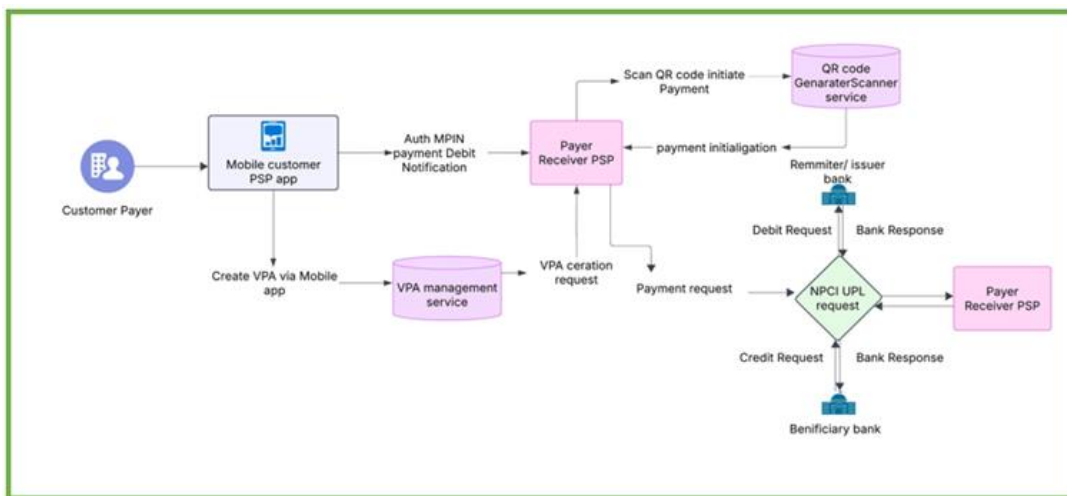 Customer Payer
Mobile customer
PSP app
Auth MPIN
payment Debit
Notification
Create VPA via Mobile
app
VPA management
service
VPA ceration
request
Payer
Receiver PSP
Scan QR code initiate
Payment
QR code
GenaraterScanner
service
payment initialigation
Remmiter/ issuer
bank
Debit Request
Bank Response
Payment request
NPCI UPL
request
Payer
Receiver PSP
Credit Request
Bank Response
Benificiary bank